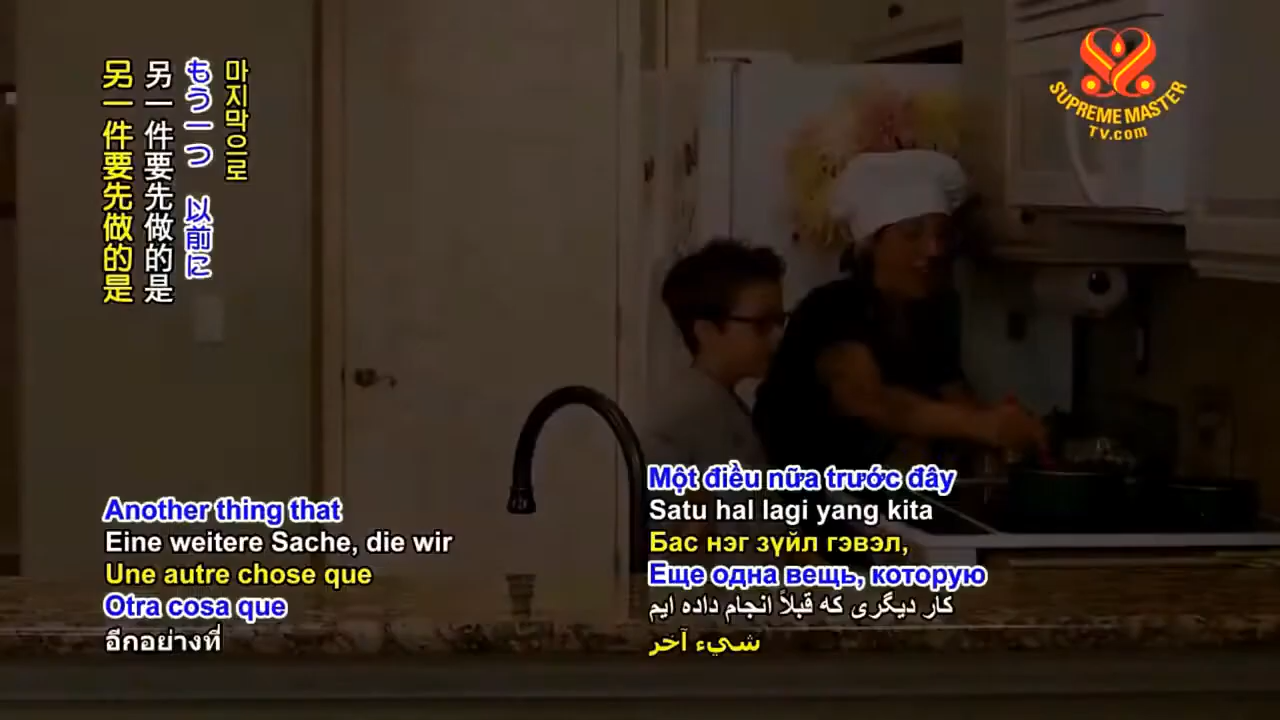 마지막으로
もう一つ 以前に
另一件要先做的是
另一件要先做的是
SUPREME MASTER
TV.com
Another thing that
Eine weitere Sache, die wir
Une autre chose que
Otra cosa que
อีกอย่างที่
Một điều nữa trước đây
Satu hal lagi yang kita
Бас нэг зүйл гэвэл,
Еще одна вещь, которую
کار دیگری که قبلاً انجام داده ایم
شيء آخر